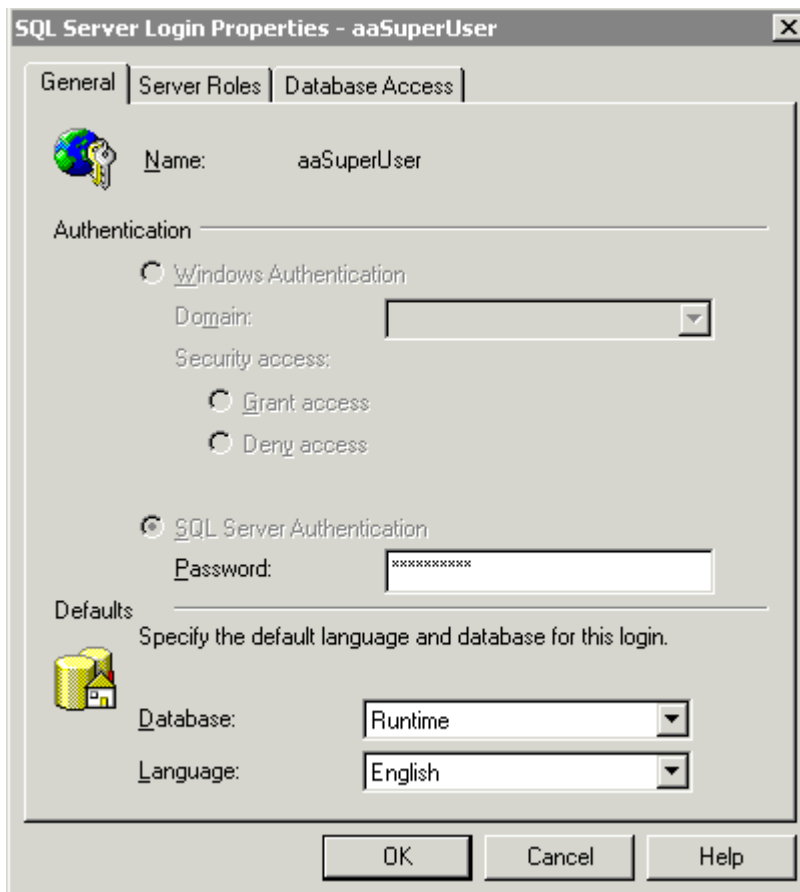 SQL Server Login Properties - aaSuperUser
General Server Roles Database Access
Name: aaSuperUser
Authentication
Windows Authentication
Domain:
Security access:
Grant access
Deny access
SQL Server Authentication
Password: **********
Defaults
Specify the default language and database for this login.
Database: Runtime
Language: English
OK Cancel Help